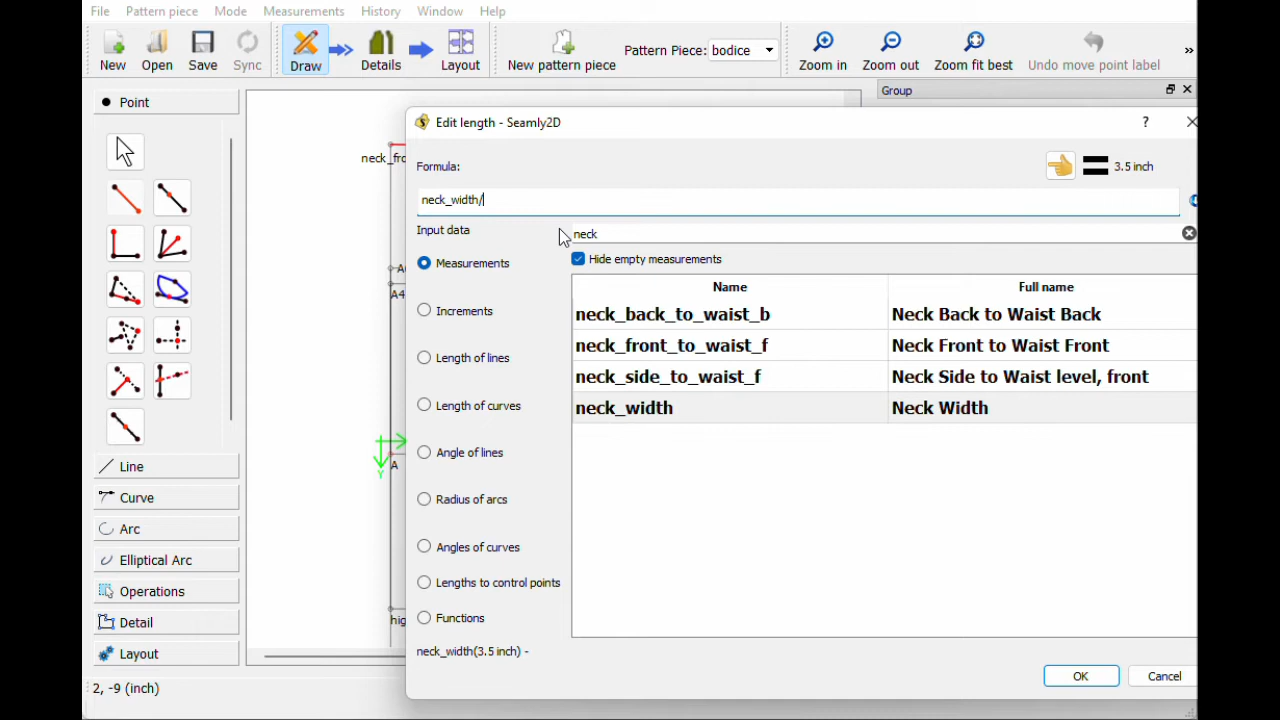 File Pattern piece Mode Measurements History Window Help
New Open Save Sync Draw Details Layout New pattern piece Pattern Piece: bodice Zoom in Zoom out Zoom fit best Undo move point label »
Point
Group
Edit length - Seamly2D ?
neck_fro
Formula:
3.5 inch
neck_width/
Input data
neck
Measurements
Hide empty measurements
Name Full name
neck_back_to_waist_b Neck Back to Waist Back
neck_front_to_waist_f Neck Front to Waist Front
neck_side_to_waist_f Neck Side to Waist level, front
neck_width Neck Width
Increments
Length of lines
Length of curves
Angle of lines
Radius of arcs
Angles of curves
Lengths to control points
Functions
neck_width(3.5 inch) -
OK Cancel
A4
Y
A
hig
Line
Curve
Arc
Elliptical Arc
Operations
Detail
Layout
2, -9 (inch)